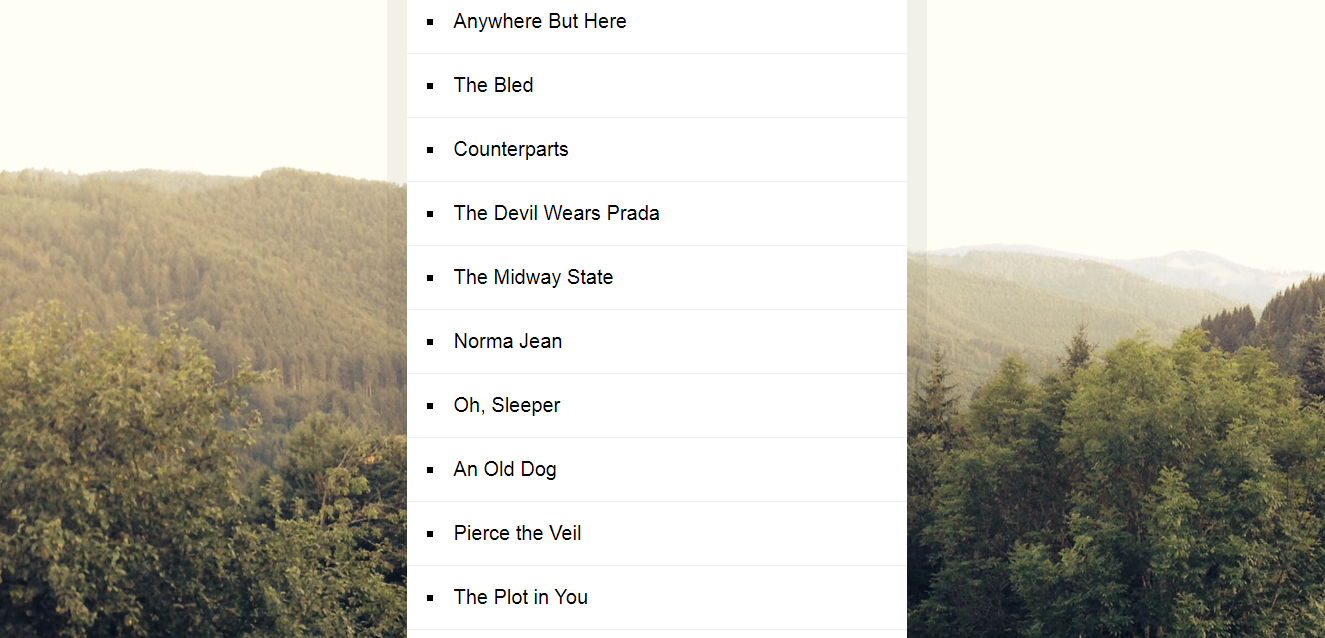 Anywhere But Here
The Bled
Counterparts
The Devil Wears Prada
The Midway State
Norma Jean
Oh, Sleeper
An Old Dog
Pierce the Veil
The Plot in You